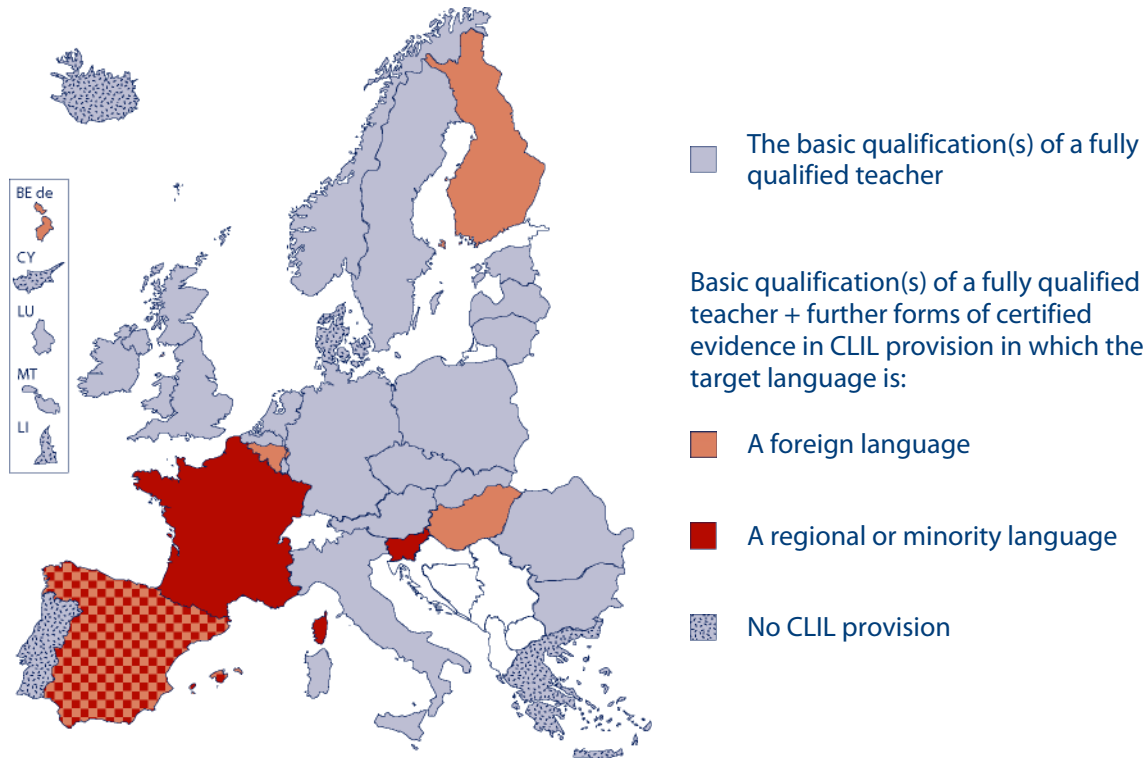 BE de
CY
LU
MT
LI
The basic qualification(s) of a fully
qualified teacher
Basic qualification(s) of a fully qualified
teacher + further forms of certified
evidence in CLIL provision in which the
target language is:
A foreign language
A regional or minority language
No CLIL provision